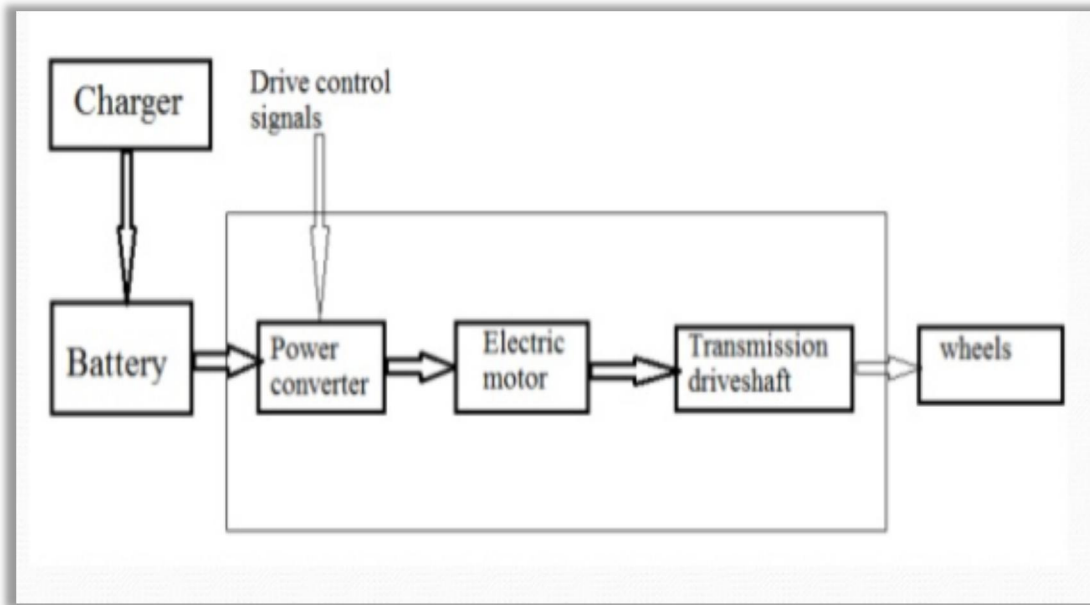 Charger
Drive control
signals
Battery
Power
converter
Electric
motor
Transmission
driveshaft
wheels